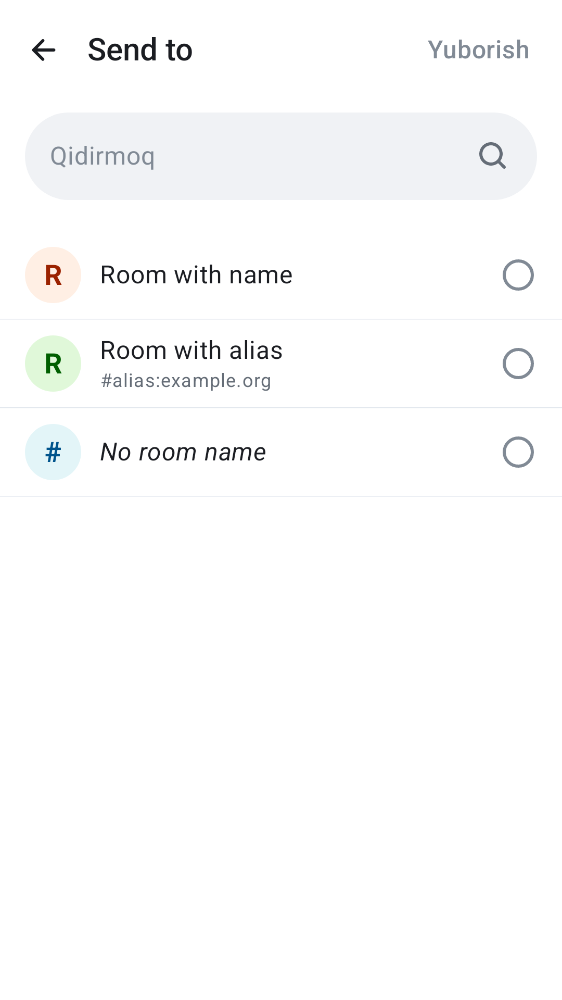 Send to
Yuborish
Qidirmoq
R
Room with name
R
Room with alias
#alias:example.org
#
No room name